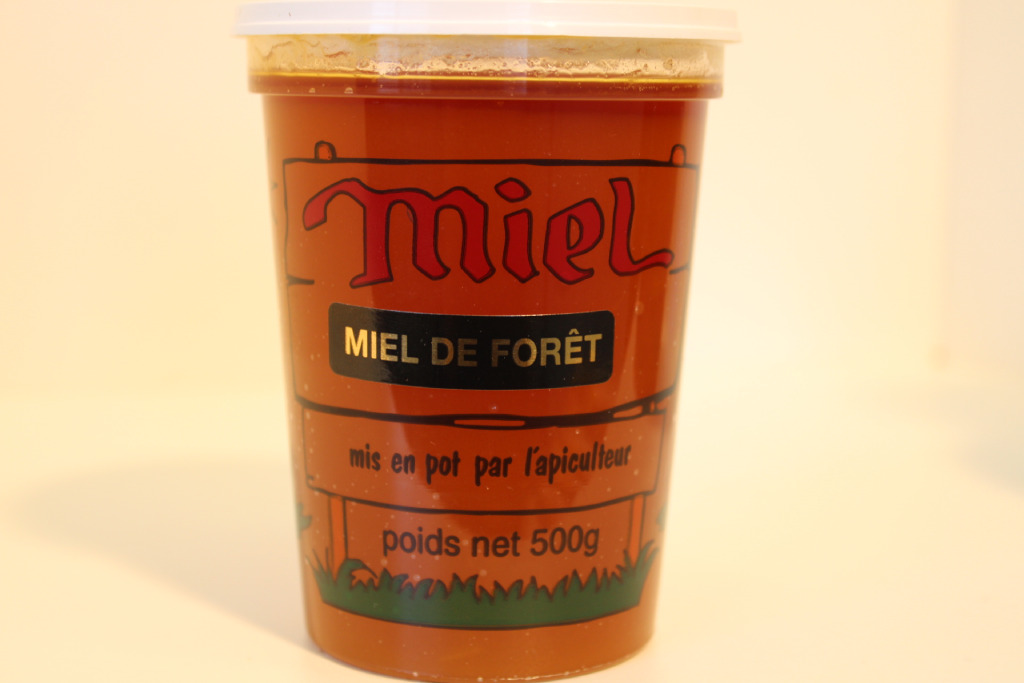 Miel
MIEL DE FORÊT
mis en pot par l'apiculteur
poids net 500g